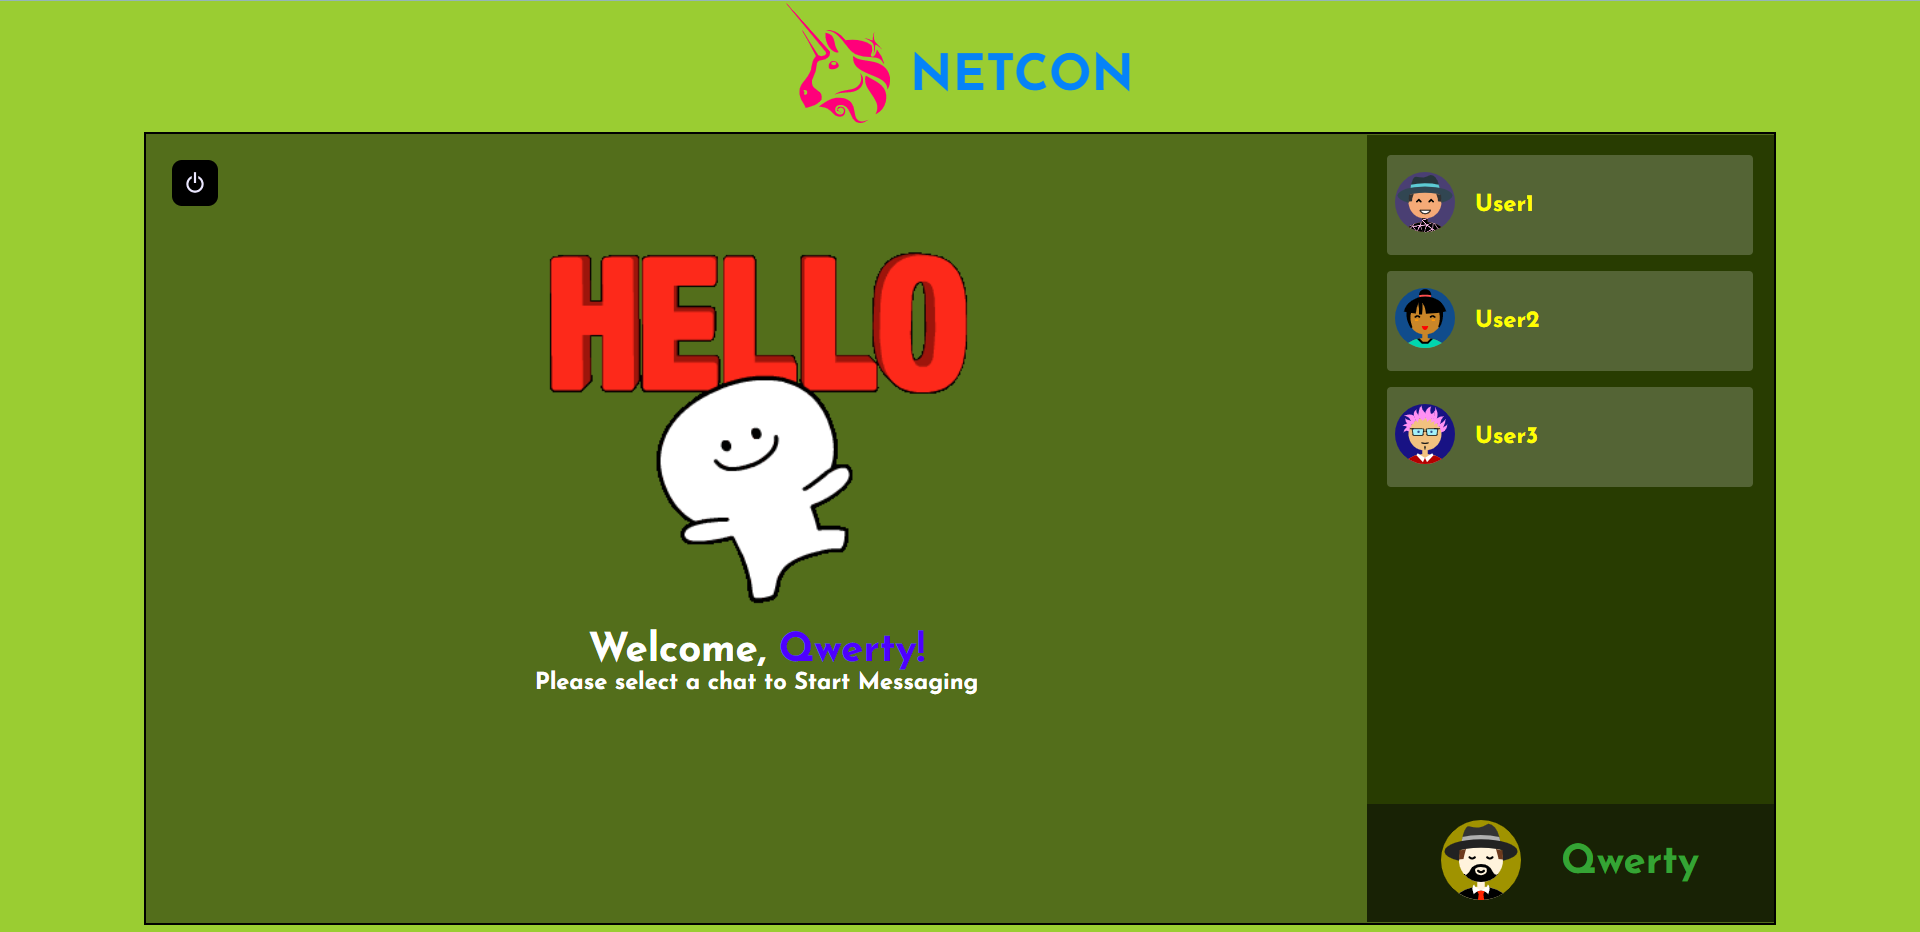 NETCON
HELLO
Welcome, Qwerty!
Please select a chat to Start Messaging
User1
User2
User3
Qwerty